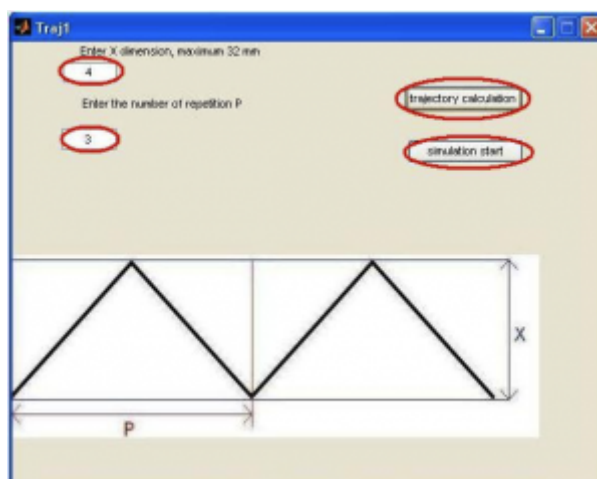 Traj1
Enter X dimension, maximum 32 mm
4
trajectory calculation
Enter the number of repetition P
3
simulation start
X
P